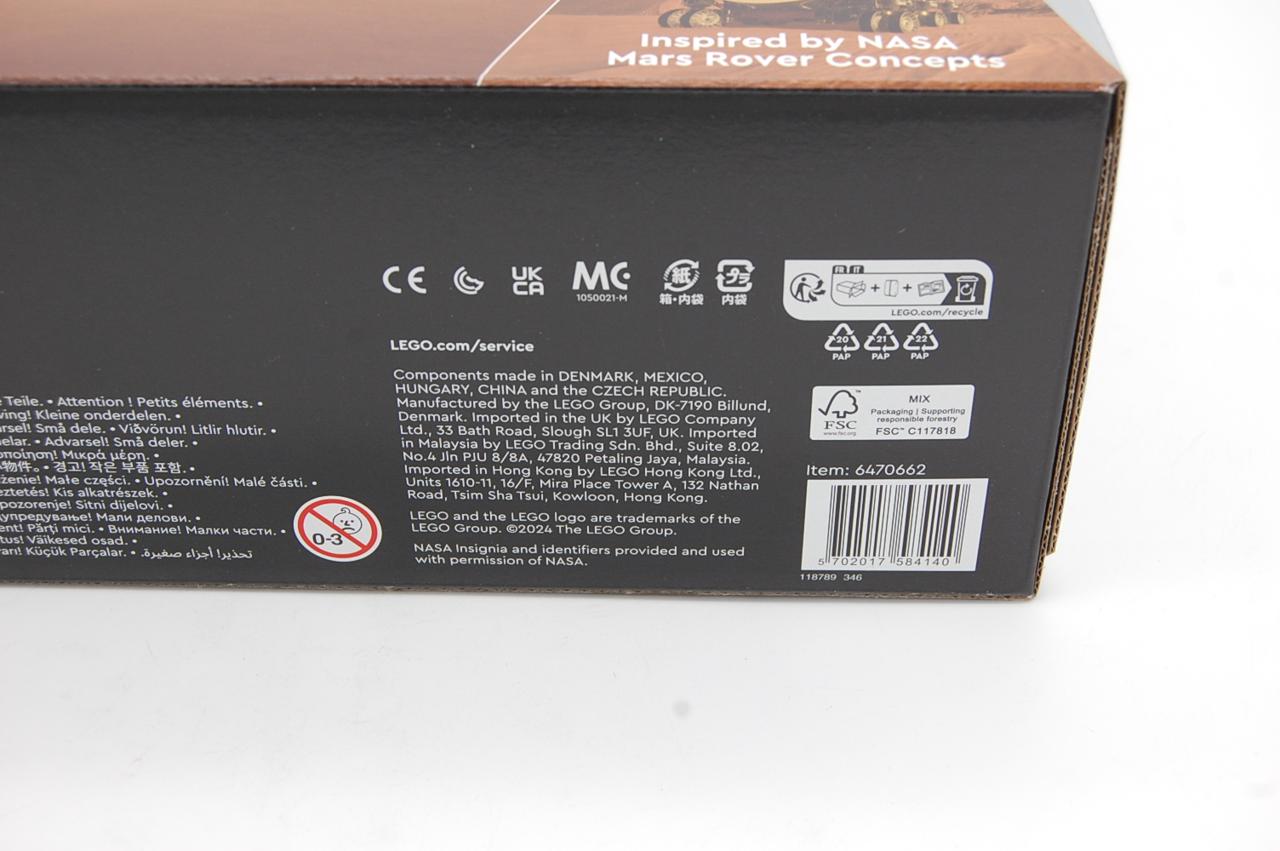 Inspired by NASA
Mars Rover Concepts
CE
UK
CA
MC
1050021-M
紙
箱・内袋
プラ
内袋
FR IT
+ +
LEGO.com/recycle
20 21 22
PAP PAP PAP
LEGO.com/service
Components made in DENMARK, MEXICO,
HUNGARY, CHINA and the CZECH REPUBLIC.
Manufactured by the LEGO Group, DK-7190 Billund,
Denmark. Imported in the UK by LEGO Company
Ltd., 33 Bath Road, Slough SL1 3UF, UK. Imported
in Malaysia by LEGO Trading Sdn. Bhd., Suite 8.02,
No.4 Jln PJU 8/8A, 47820 Petaling Jaya, Malaysia.
Imported in Hong Kong by LEGO Hong Kong Ltd.,
Units 1610-11, 16/F, Mira Place Tower A, 132 Nathan
Road, Tsim Sha Tsui, Kowloon, Hong Kong.
LEGO and the LEGO logo are trademarks of the
LEGO Group. ©2024 The LEGO Group.
NASA Insignia and identifiers provided and used
with permission of NASA.
Teile. • Attention ! Petits éléments. •
Kleine onderdelen. •
Små dele. • Viðvörun! Litlir hlutir. •
• Advarsel! Små deler. •
Μικρά μέρη. •
物件。• 경고! 작은 부품 포함. •
Małe części. • Upozornění! Malé části. •
Kis alkatrészek. •
Sitni dijelovi. •
Мали делови. •
Părți mici. • Внимание! Малки части. •
Väikesed osad. •
Küçük Parçalar. • تحذير! أجزاء صغيرة.
0-3
FSC
www.fsc.org
MIX
Packaging | Supporting
responsible forestry
FSC™ C117818
Item: 6470662
5 702017 584140
118789 346